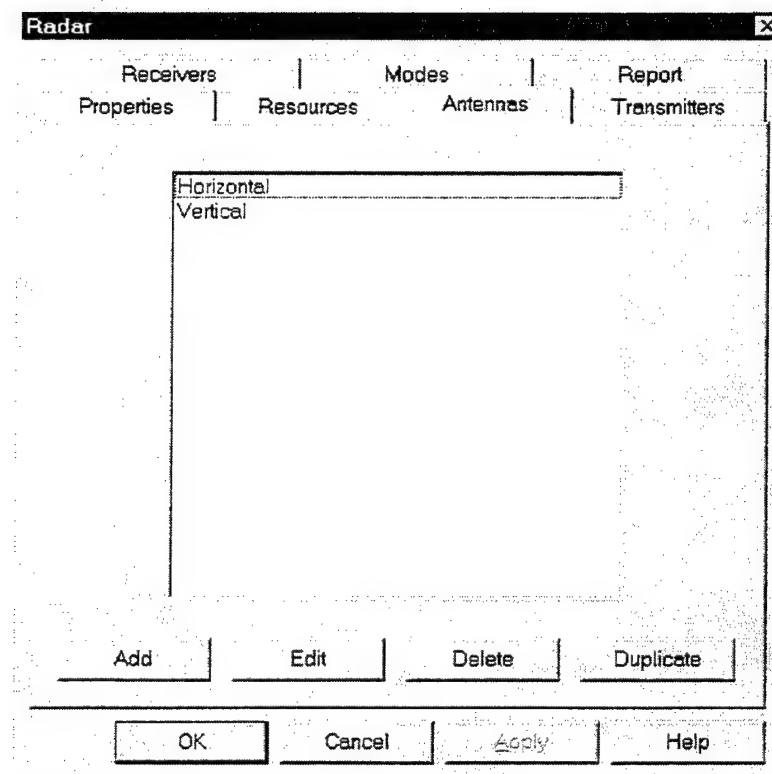 Radar
Receivers Modes Report
Properties Resources Antennas Transmitters
Horizontal
Vertical
Add Edit Delete Duplicate
OK Cancel Apply Help